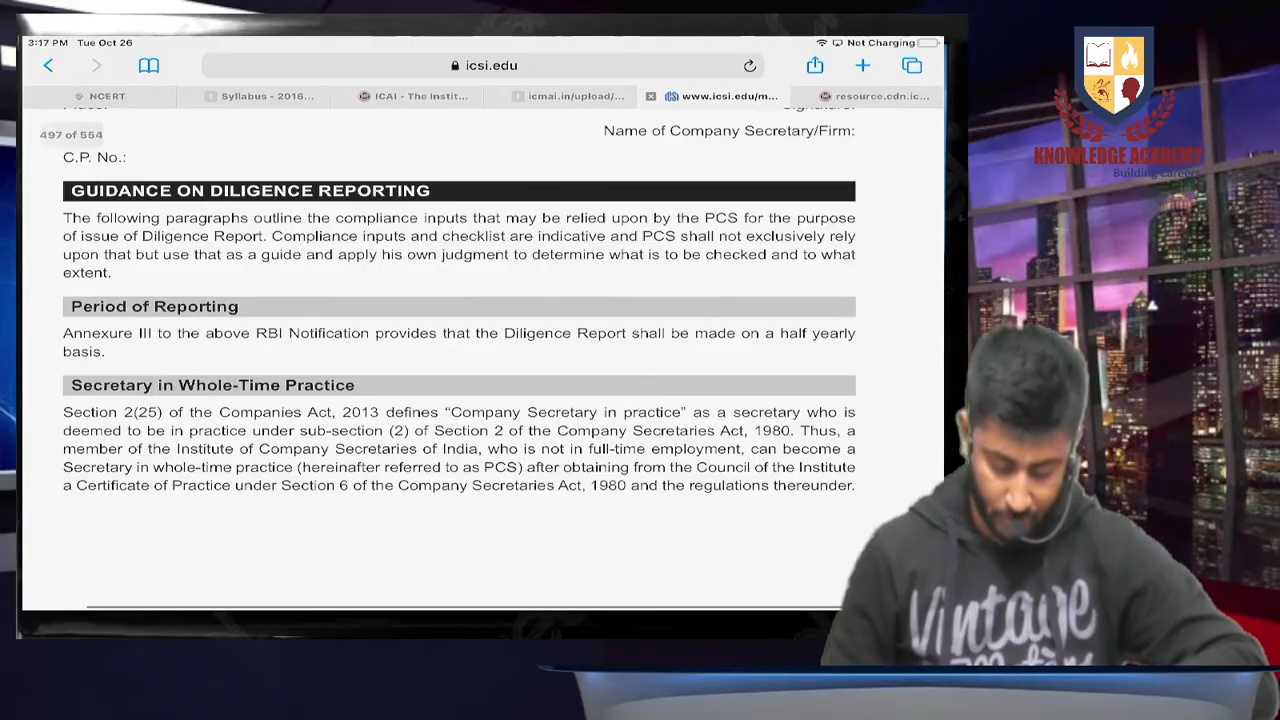 3:17 PM Tue Oct 26
Not Charging
icsi.edu
NCERT
Syllabus - 2016...
ICAI - The Instit...
icmai.in/upload/...
www.icsi.edu/m...
resource.cdn.ic...
Name of Company Secretary/Firm:
497 of 554
C.P. No.:
GUIDANCE ON DILIGENCE REPORTING
The following paragraphs outline the compliance inputs that may be relied upon by the PCS for the purpose
of issue of Diligence Report. Compliance inputs and checklist are indicative and PCS shall not exclusively rely
upon that but use that as a guide and apply his own judgment to determine what is to be checked and to what
extent.
Period of Reporting
Annexure III to the above RBI Notification provides that the Diligence Report shall be made on a half yearly
basis.
Secretary in Whole-Time Practice
Section 2(25) of the Companies Act, 2013 defines “Company Secretary in practice” as a secretary who is
deemed to be in practice under sub-section (2) of Section 2 of the Company Secretaries Act, 1980. Thus, a
member of the Institute of Company Secretaries of India, who is not in full-time employment, can become a
Secretary in whole-time practice (hereinafter referred to as PCS) after obtaining from the Council of the Institute
a Certificate of Practice under Section 6 of the Company Secretaries Act, 1980 and the regulations thereunder.
KNOWLEDGE ACADEMY
Building Careers
Vintage